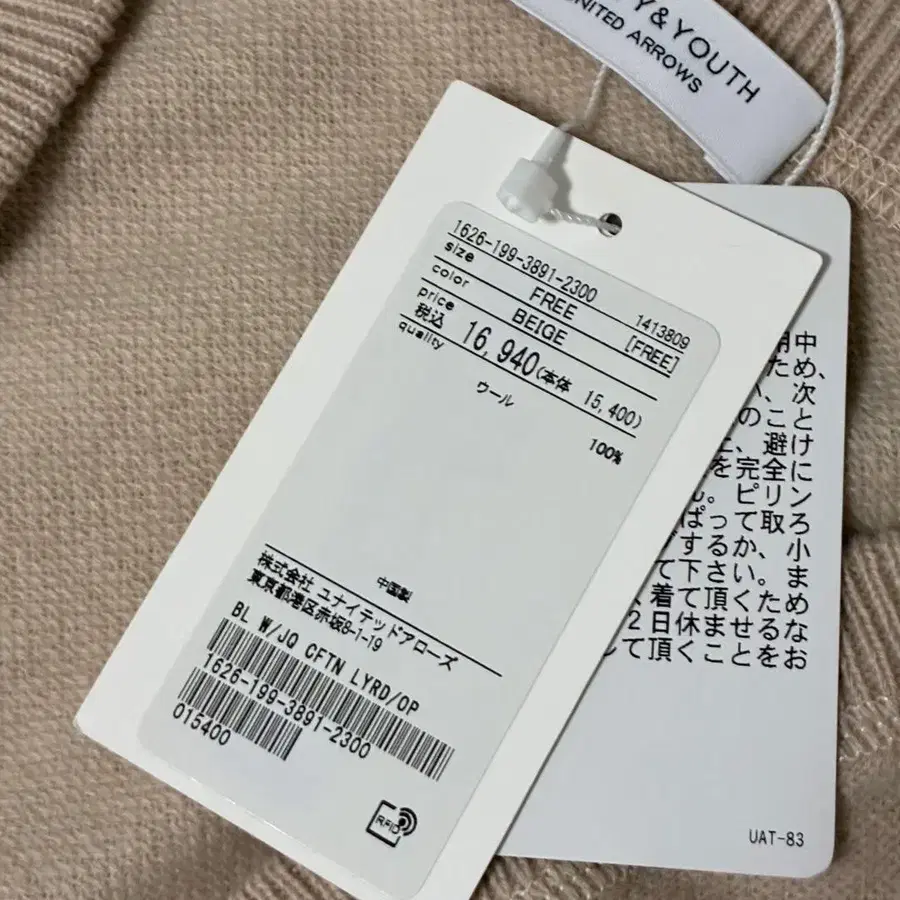 Y&YOUTH
UNITED ARROWS
1626-199-3891-2300
size FREE 1413809
color BEIGE [FREE]
price
税込 16,940(本体 15,400)
quality
ウール
100%
中国製
株式会社 ユナイテッドアローズ
東京都港区赤坂8-1-19
BL W/JQ CFTN LYRD/OP
1626-199-3891-2300
015400
RFID
中
ため、
、次
のこと
、避け
を完全に
。ピリン
ぱって取ろ
するか、小
て下さい。ま
、着て頂くため
2日休ませるな
して頂くことをお
UAT-83